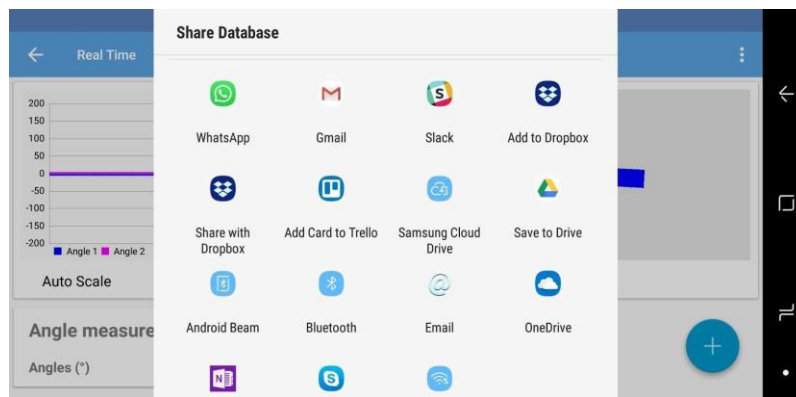 Share Database
Real Time
WhatsApp
Gmail
Slack
Add to Dropbox
Share with
Dropbox
Add Card to Trello
Samsung Cloud
Drive
Save to Drive
Android Beam
Bluetooth
Email
OneDrive
200
150
100
50
0
-50
-100
-150
-200
Angle 1 Angle 2
Auto Scale
Angle measure
Angles (°)